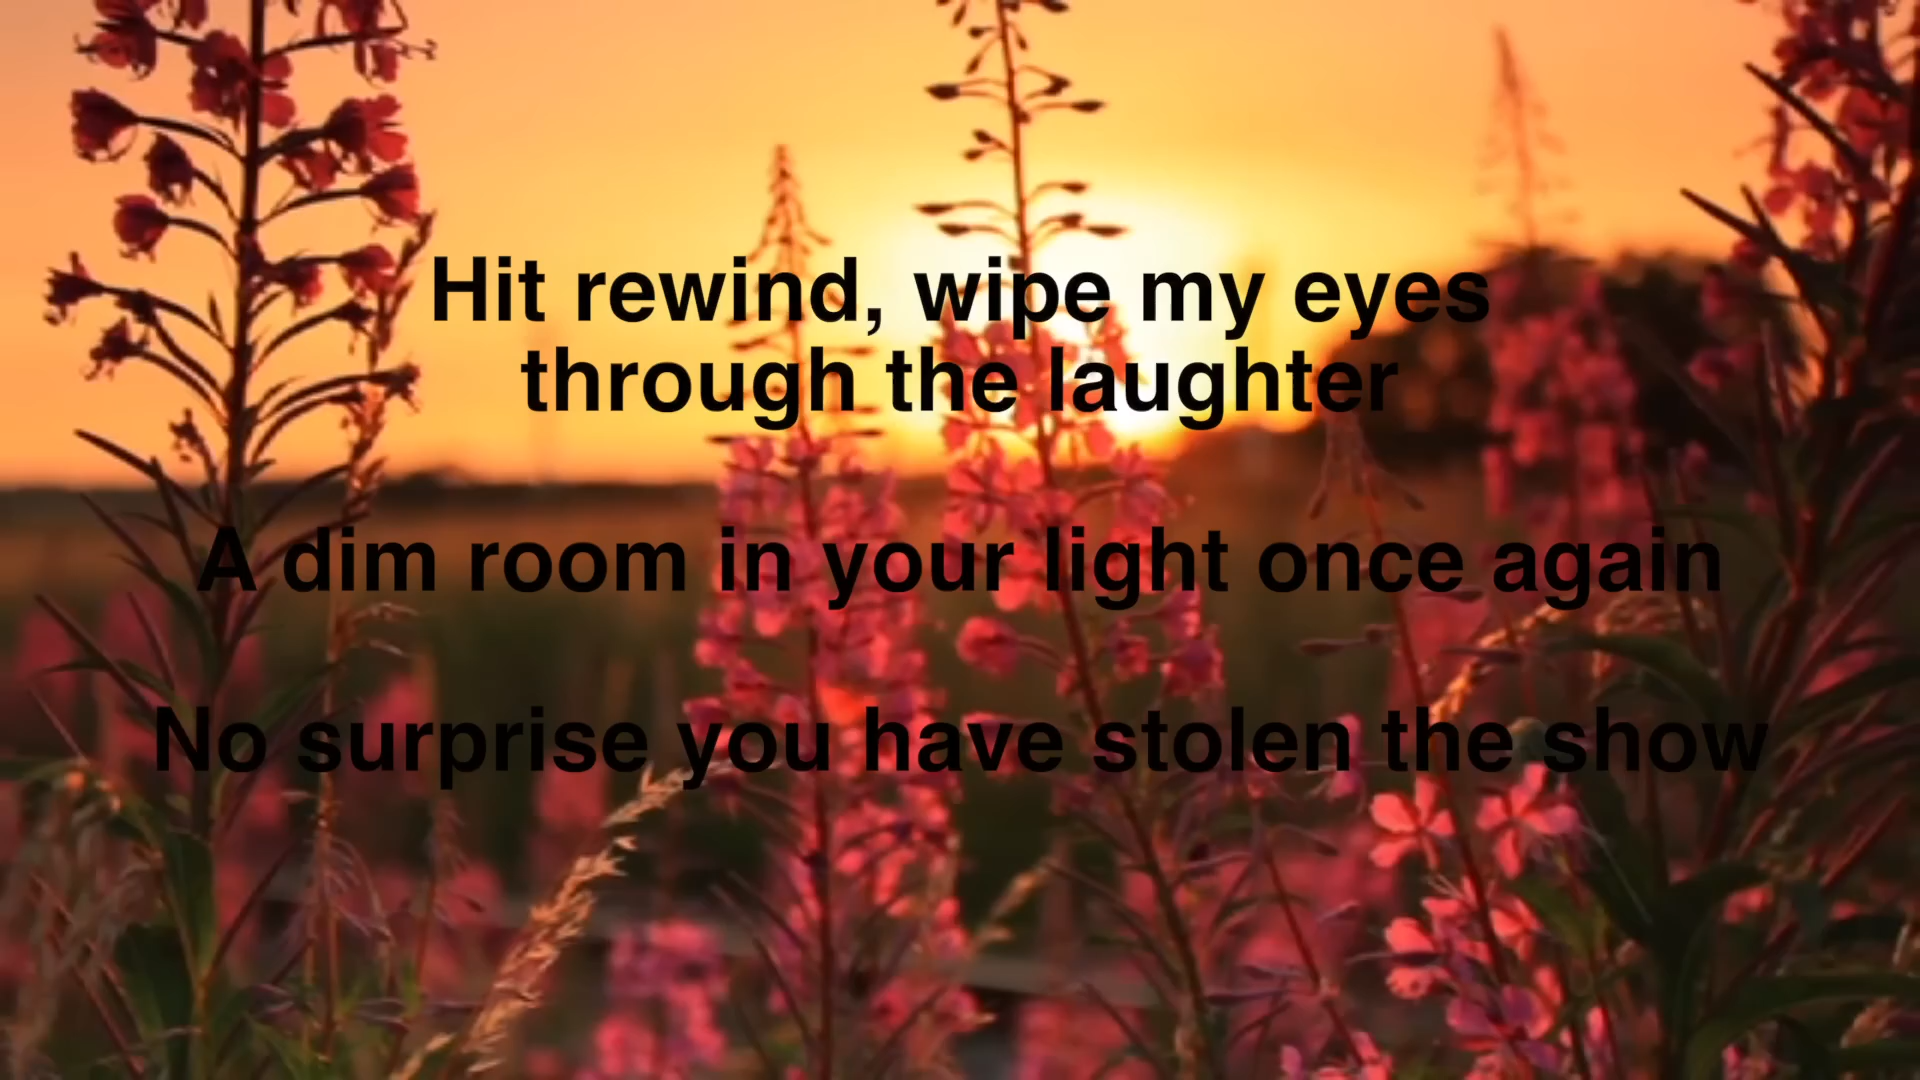 Hit rewind, wipe my eyes
through the laughter
A dim room in your light once again
No surprise you have stolen the show